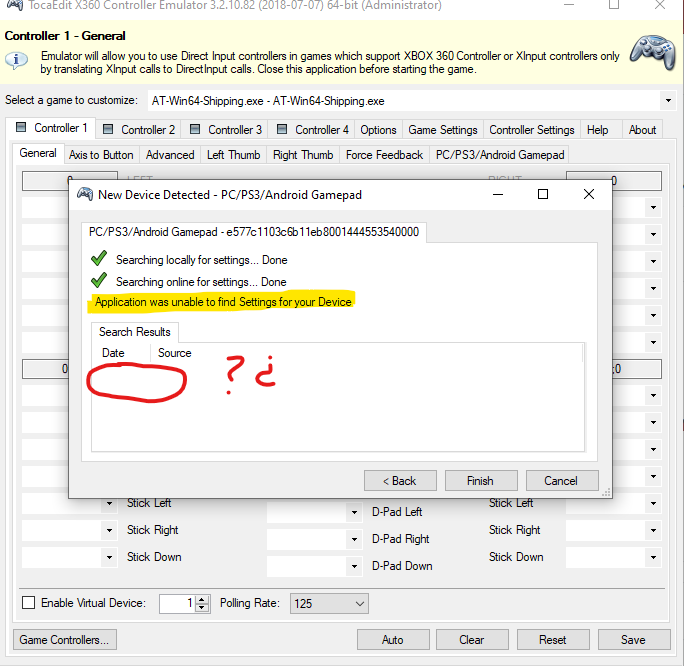 TocaEdit X360 Controller Emulator 3.2.10.82 (2018-07-07) 64-bit (Administrator)
Controller 1 - General
Emulator will allow you to use Direct Input controllers in games which support XBOX 360 Controller or XInput controllers only
by translating XInput calls to DirectInput calls. Close this application before starting the game.
Select a game to customize: AT-Win64-Shipping.exe - AT-Win64-Shipping.exe
Controller 1 Controller 2 Controller 3 Controller 4 Options Game Settings Controller Settings Help About
General Axis to Button Advanced Left Thumb Right Thumb Force Feedback PC/PS3/Android Gamepad
New Device Detected - PC/PS3/Android Gamepad
PC/PS3/Android Gamepad - e577c1103c6b11eb8001444553540000
Searching locally for settings... Done
Searching online for settings... Done
Application was unable to find Settings for your Device
Search Results
Date Source
? ¿
< Back Finish Cancel
Stick Left D-Pad Left Stick Left
Stick Right D-Pad Right Stick Right
Stick Down D-Pad Down Stick Down
Enable Virtual Device: 1 Polling Rate: 125
Game Controllers... Auto Clear Reset Save